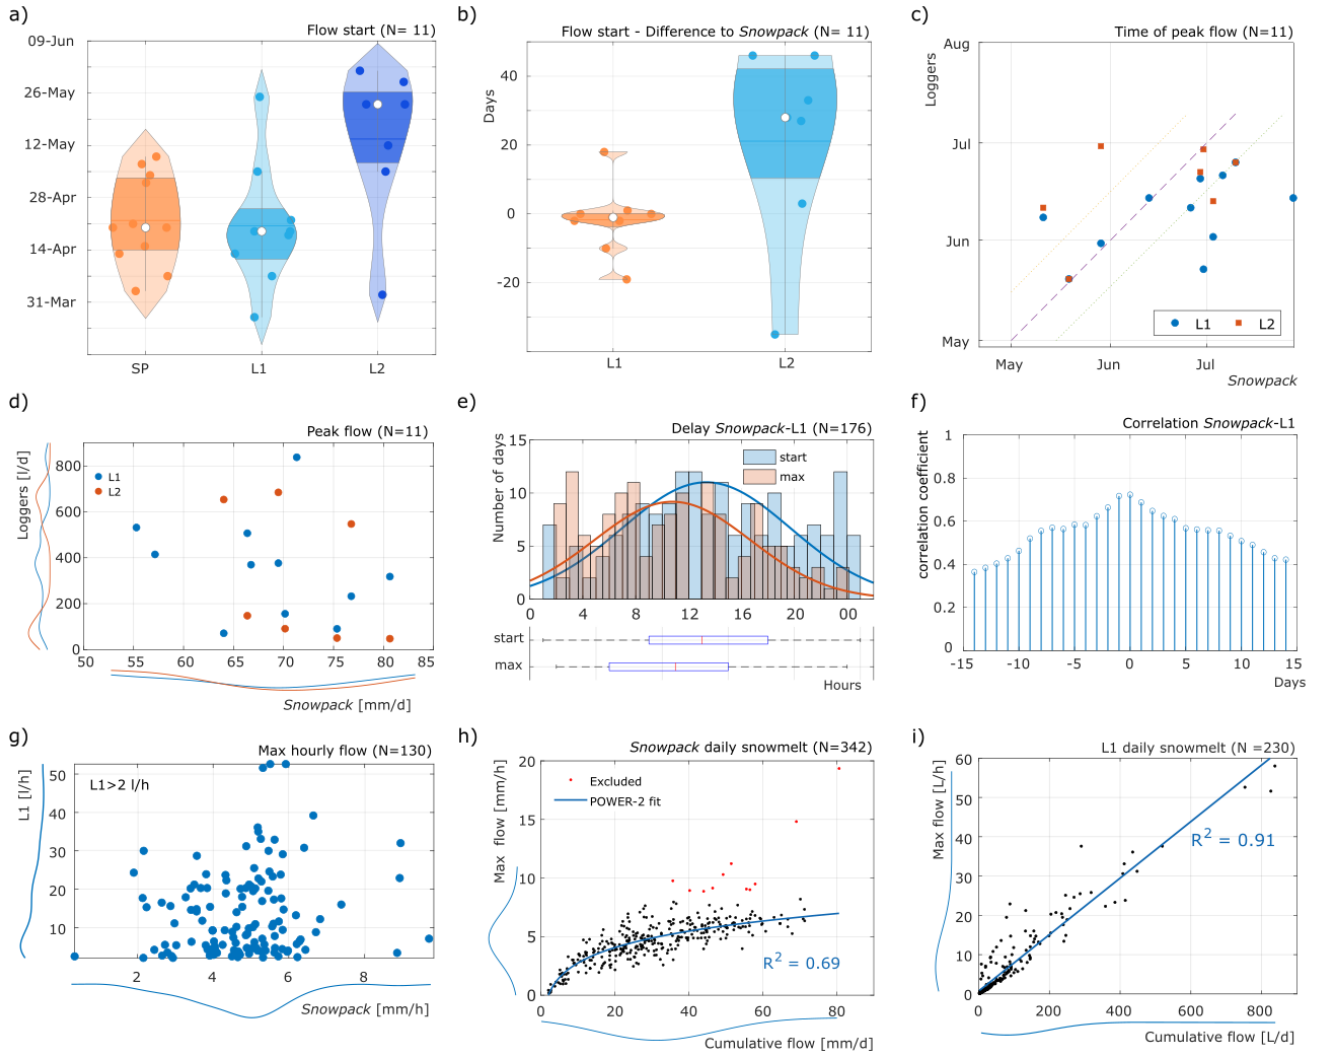 a)
Flow start (N= 11)
09-Jun
26-May
12-May
28-Apr
14-Apr
31-Mar
SP
L1
L2
b)
Flow start - Difference to Snowpack (N= 11)
Days
40
20
0
-20
L1
L2
c)
Time of peak flow (N=11)
Loggers
Aug
Jul
Jun
May
May
Jun
Jul
L1
L2
Snowpack
d)
Peak flow (N=11)
Loggers [l/d]
800
600
400
200
0
L1
L2
50
55
60
65
70
75
80
85
Snowpack [mm/d]
e)
Delay Snowpack-L1 (N=176)
Number of days
15
10
5
0
start
max
0
4
8
12
16
20
00
start
max
Hours
f)
Correlation Snowpack-L1
correlation coefficient
1
0.8
0.6
0.4
0.2
0
-15
-10
-5
0
5
10
15
Days
g)
Max hourly flow (N=130)
L1 [l/h]
L1>2 l/h
50
40
30
20
10
2
4
6
8
Snowpack [mm/h]
h)
Snowpack daily snowmelt (N=342)
Max flow [mm/h]
20
15
10
5
0
Excluded
POWER-2 fit
R² = 0.69
0
20
40
60
80
Cumulative flow [mm/d]
i)
L1 daily snowmelt (N =230)
Max flow [L/h]
60
50
40
30
20
10
0
R² = 0.91
0
200
400
600
800
Cumulative flow [L/d]